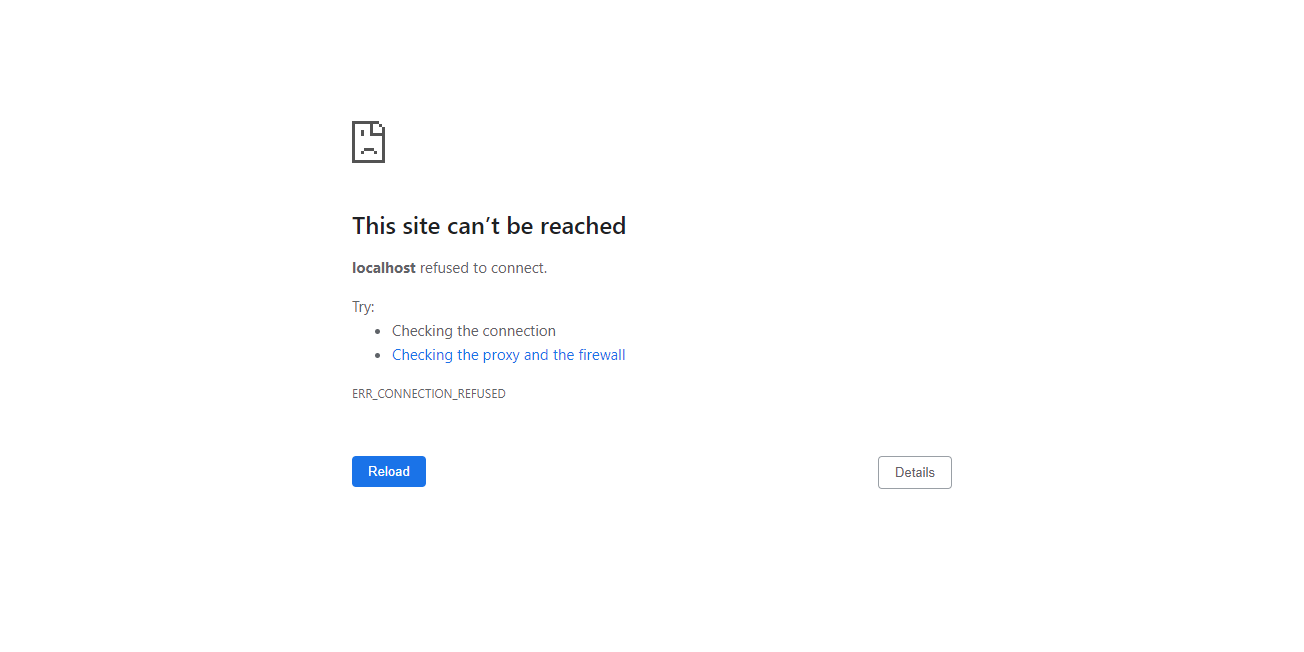 This site can’t be reached
localhost refused to connect.
Try:
Checking the connection
Checking the proxy and the firewall
ERR_CONNECTION_REFUSED
Reload
Details